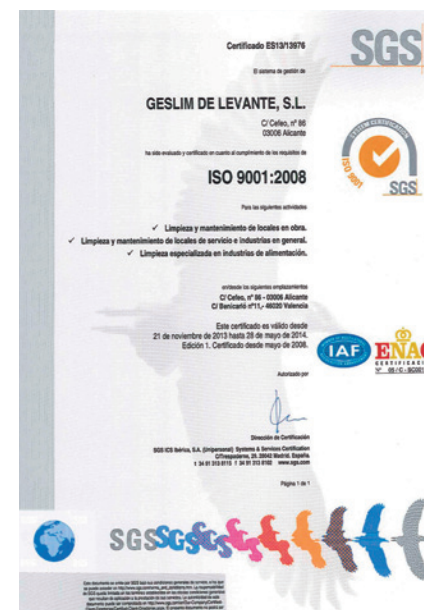 Certificado ES13/13976
SGS
El sistema de gestión de
GESLIM DE LEVANTE, S.L.
C/ Cefeo, nº 86
03006 Alicante
ha sido evaluado y certificado en cuanto al cumplimiento de los requisitos de
ISO 9001:2008
SYSTEM CERTIFICATION
ISO 9001
SGS
Para las siguientes actividades
✓ Limpieza y mantenimiento de locales en obra.
✓ Limpieza y mantenimiento de locales de servicio e industrias en general.
✓ Limpieza especializada en industrias de alimentación.
en/desde los siguientes emplazamientos
C/ Cefeo, nº 86 - 03006 Alicante
C/ Benicarló nº11,- 46020 Valencia
Este certificado es válido desde
21 de noviembre de 2013 hasta 28 de mayo de 2014.
Edición 1. Certificado desde mayo de 2008.
IAF
ENAC
CERTIFICACIÓN
Autorizado por
Dirección de Certificación
SGS ICS Ibérica, S.A. (Unipersonal) Systems & Services Certification
C/Trespaderne, 29. 28042 Madrid. España.
t 34 91 313 8115 f 34 91 313 8102 www.sgs.com
Página 1 de 1
SGS SGS